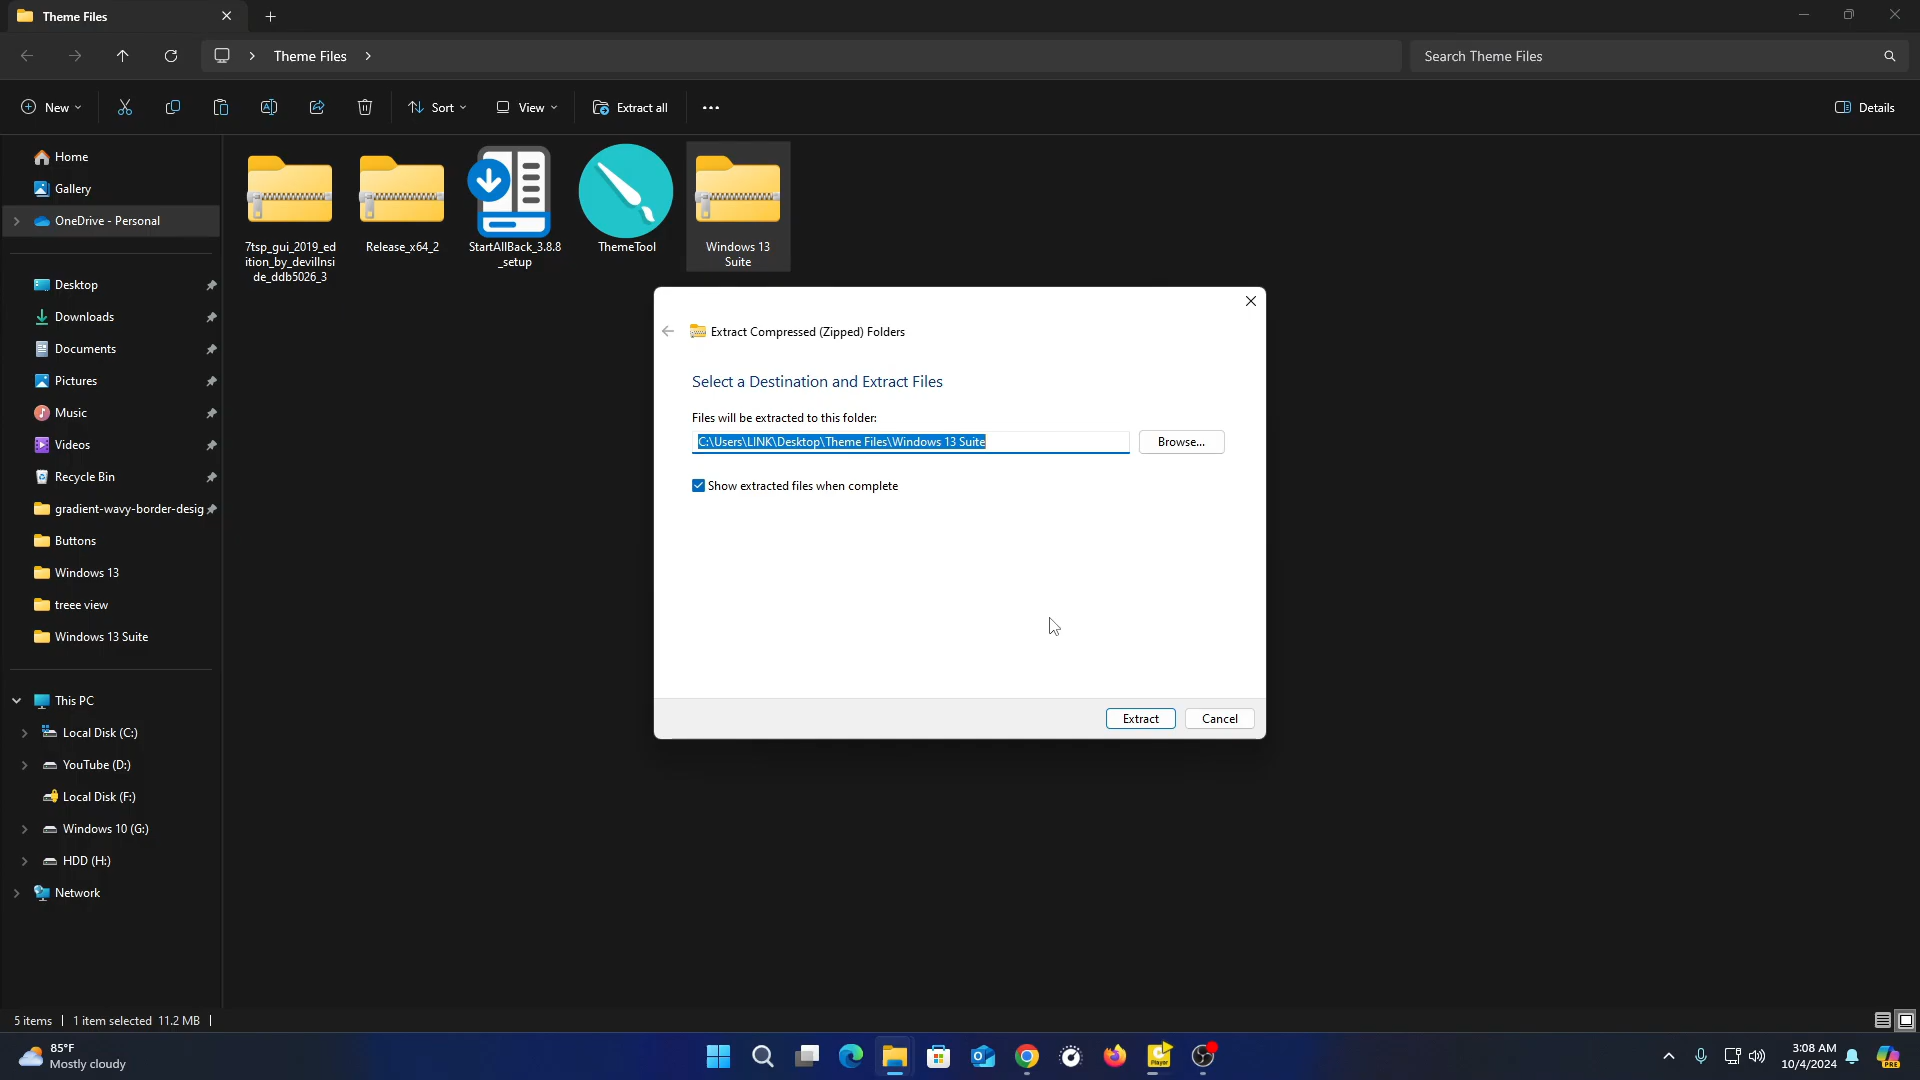 Theme Files
Theme Files
Search Theme Files
New
Sort
View
Extract all
Details
Home
Gallery
OneDrive - Personal
Desktop
Downloads
Documents
Pictures
Music
Videos
Recycle Bin
gradient-wavy-border-desig
Buttons
Windows 13
treee view
Windows 13 Suite
This PC
Local Disk (C:)
YouTube (D:)
Local Disk (F:)
Windows 10 (G:)
HDD (H:)
Network
7tsp_gui_2019_ed
ition_by_devillnsi
de_ddb5026_3
Release_x64_2
StartAllBack_3.8.8
_setup
ThemeTool
Windows 13
Suite
Extract Compressed (Zipped) Folders
Select a Destination and Extract Files
Files will be extracted to this folder:
C:\Users\LINK\Desktop\Theme Files\Windows 13 Suite
Browse...
Show extracted files when complete
Extract
Cancel
5 items
1 item selected 11.2 MB
85°F
Mostly cloudy
Player
3:08 AM
10/4/2024
PRE